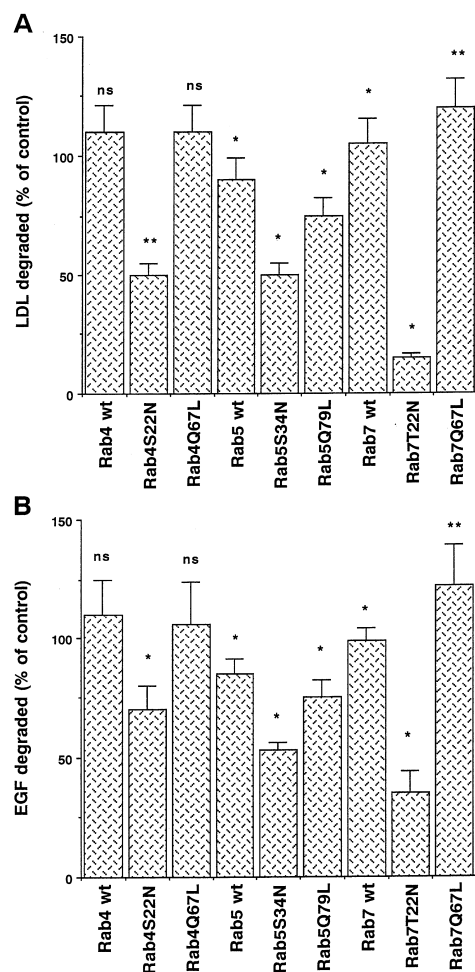 A
LDL degraded (% of control)
150
100
50
0
ns
**
ns
*
*
*
*
*
**
Rab4 wt
Rab4S22N
Rab4Q67L
Rab5 wt
Rab5S34N
Rab5Q79L
Rab7 wt
Rab7T22N
Rab7Q67L
B
EGF degraded (% of control)
150
100
50
0
ns
*
ns
*
*
*
*
*
**
Rab4 wt
Rab4S22N
Rab4Q67L
Rab5 wt
Rab5S34N
Rab5Q79L
Rab7 wt
Rab7T22N
Rab7Q67L